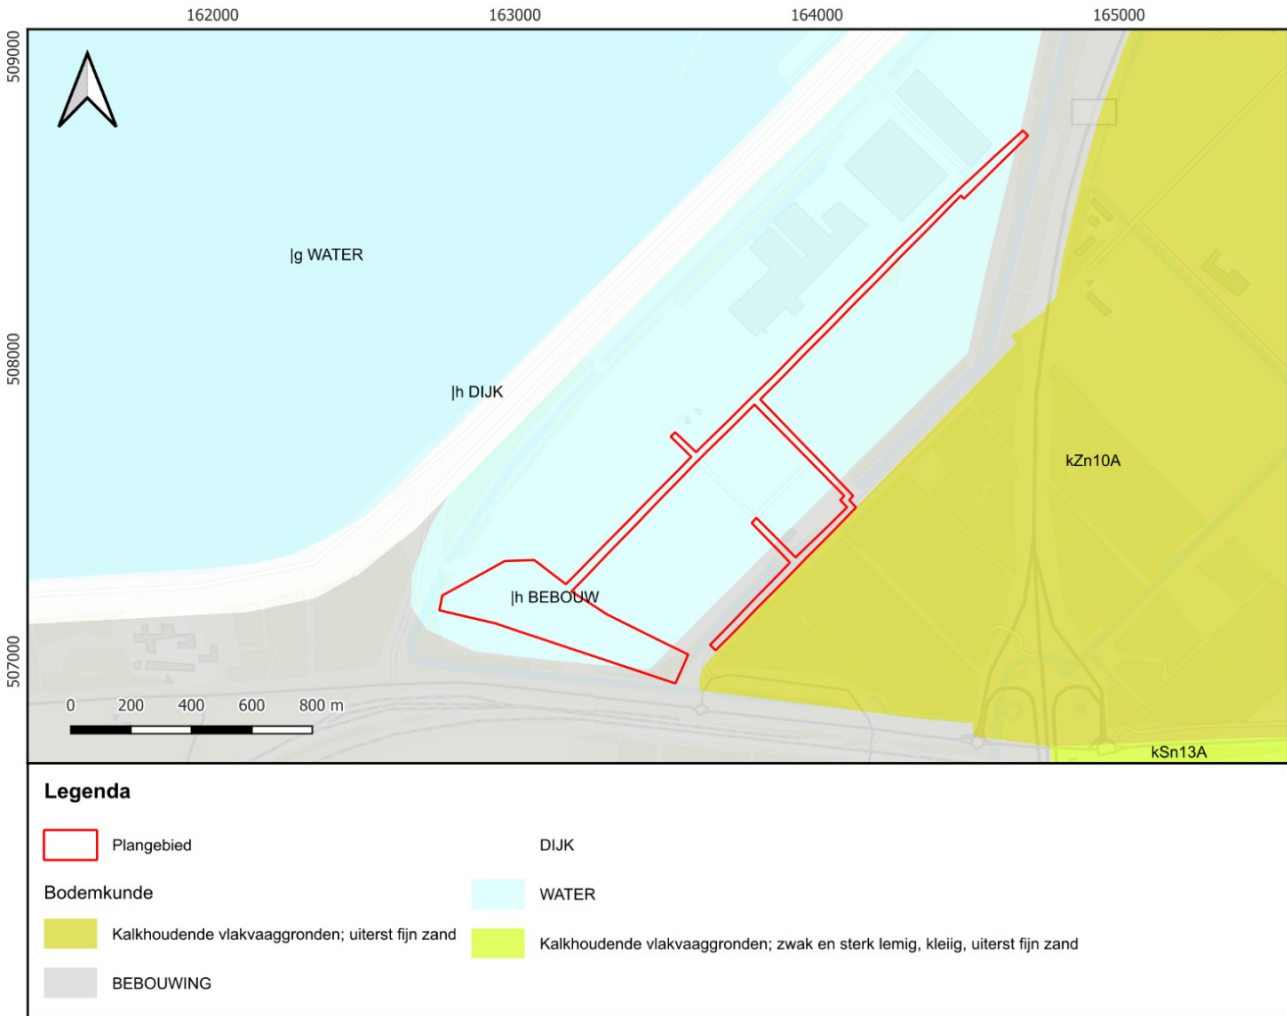 162000 163000 164000 165000
509000
|g WATER
508000
|h DIJK
kZn10A
|h BEBOUW
507000
0 200 400 600 800 m
kSn13A
Legenda
Plangebied
DIJK
Bodemkunde
WATER
Kalkhoudende vlakvaaggronden; uiterst fijn zand
Kalkhoudende vlakvaaggronden; zwak en sterk lemig, kleiig, uiterst fijn zand
BEBOUWING